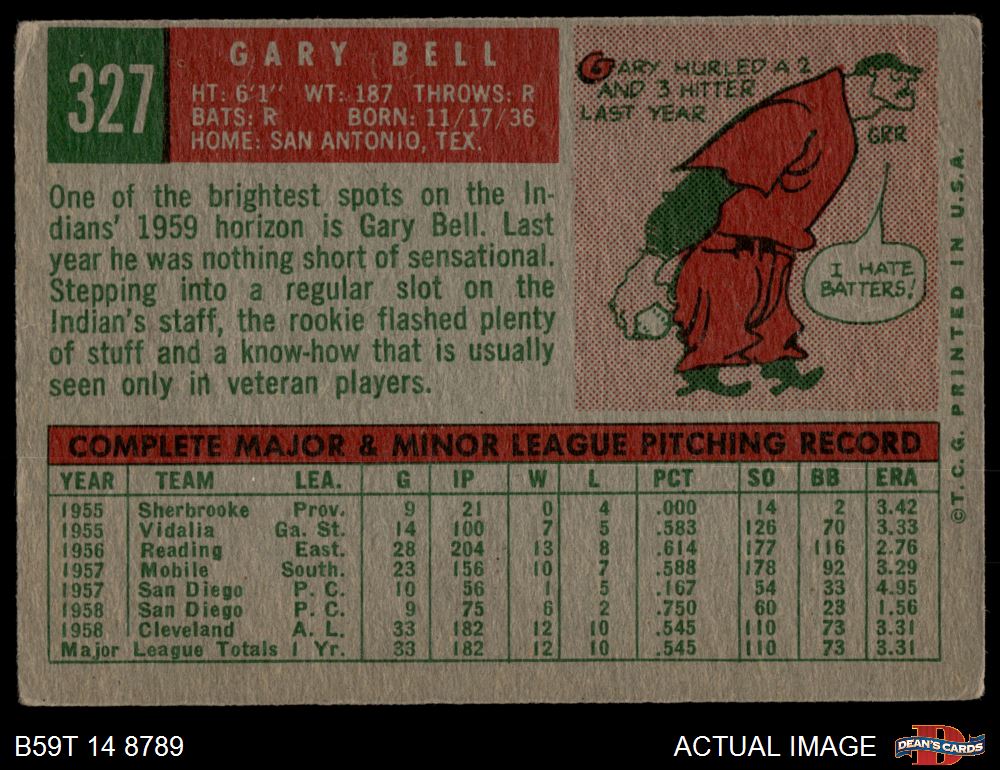 327
GARY BELL
HT: 6'1" WT: 187 THROWS: R
BATS: R BORN: 11/17/36
HOME: SAN ANTONIO, TEX.
GARY HURLED A 2
AND 3 HITTER
LAST YEAR
GRR
I HATE
BATTERS!
One of the brightest spots on the In-
dians' 1959 horizon is Gary Bell. Last
year he was nothing short of sensational.
Stepping into a regular slot on the
Indian's staff, the rookie flashed plenty
of stuff and a know-how that is usually
seen only in veteran players.
COMPLETE MAJOR & MINOR LEAGUE PITCHING RECORD
YEAR TEAM LEA. G IP W L PCT SO BB ERA
1955 Sherbrooke Prov. 9 21 0 4 .000 14 2 3.42
1955 Vidalia Ga. St. 14 100 7 5 .583 126 70 3.33
1956 Reading East. 28 204 13 8 .614 177 116 2.76
1957 Mobile South. 23 156 10 7 .588 178 92 3.29
1957 San Diego P. C. 10 56 1 5 .167 54 33 4.95
1958 San Diego P. C. 9 75 6 2 .750 60 23 1.56
1958 Cleveland A. L. 33 182 12 10 .545 110 73 3.31
Major League Totals 1 Yr. 33 182 12 10 .545 110 73 3.31
©T. C. G. PRINTED IN U.S.A.
B59T 14 8789
ACTUAL IMAGE
D
DEAN'S CARDS